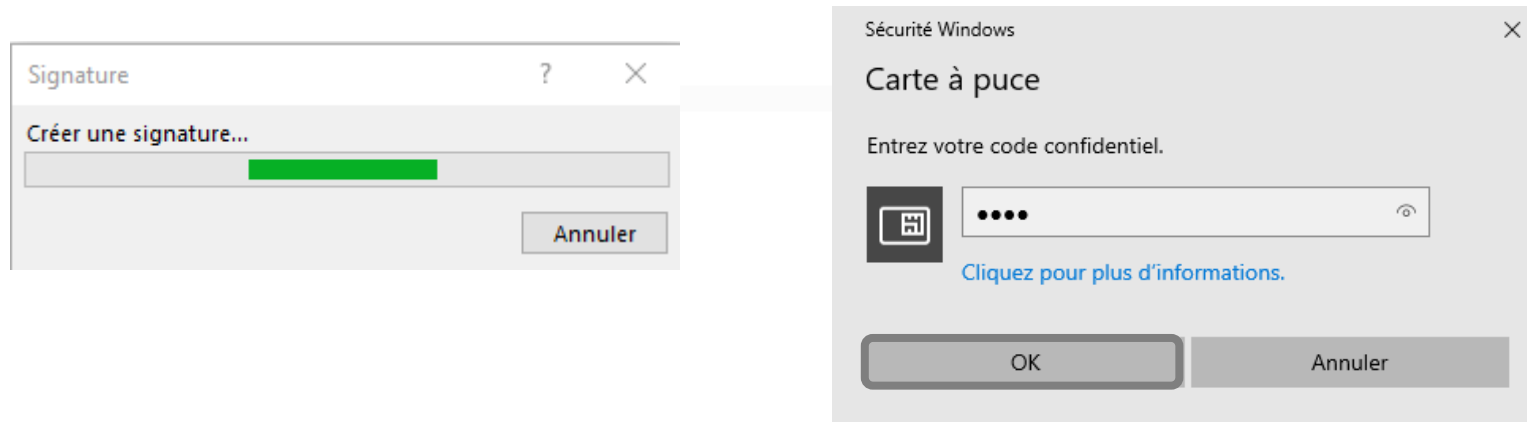 Signature
Créer une signature...
Annuler
Sécurité Windows
Carte à puce
Entrez votre code confidentiel.
••••
Cliquez pour plus d'informations.
OK
Annuler